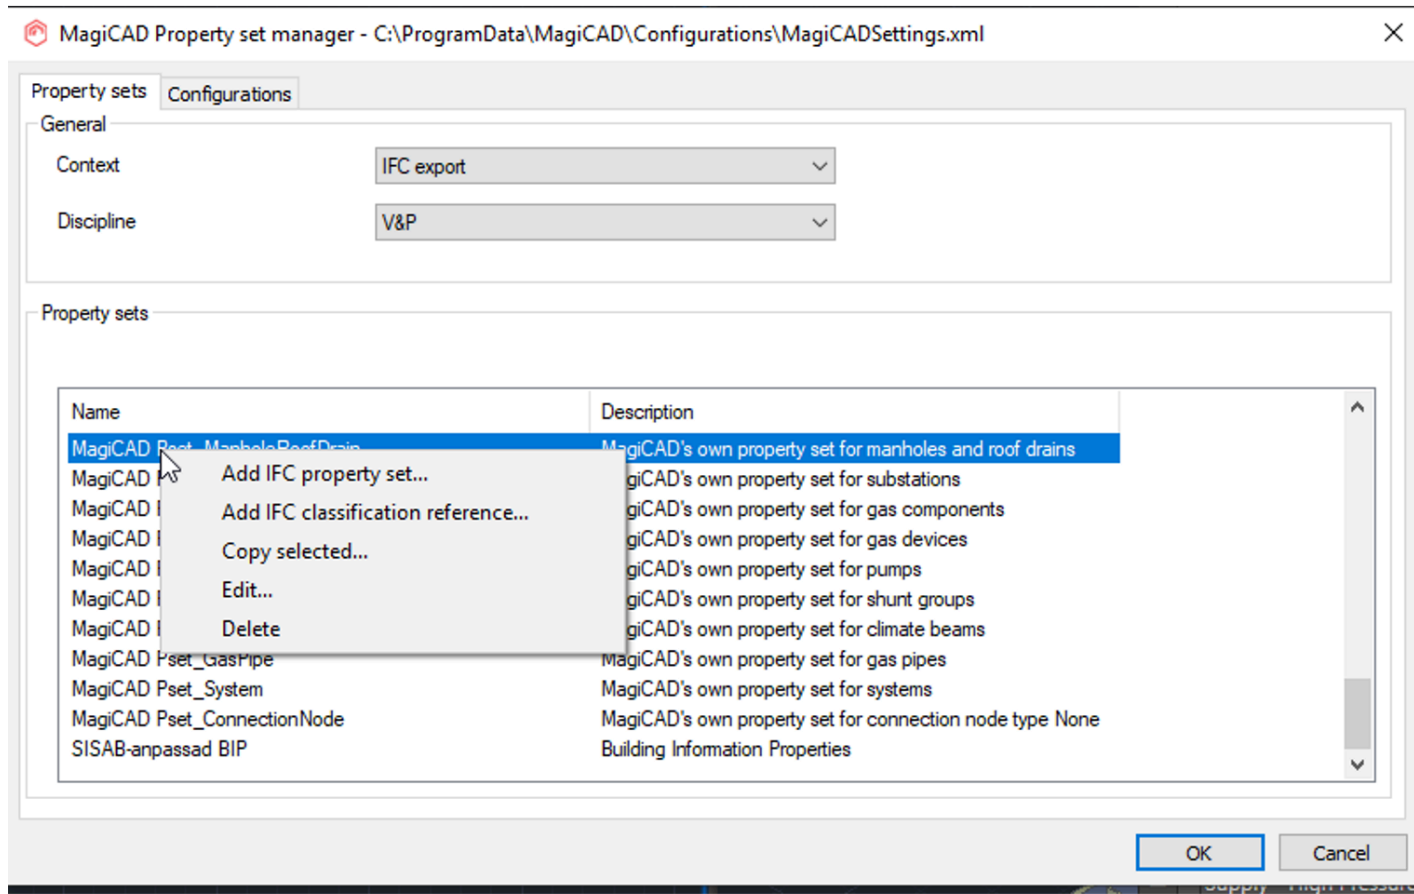 MagiCAD Property set manager - C:\ProgramData\MagiCAD\Configurations\MagiCADSettings.xml
Property sets Configurations
General
Context IFC export
Discipline V&P
Property sets
Name Description
MagiCAD Pset_ManholeRoofDrain MagiCAD's own property set for manholes and roof drains
Add IFC property set...
Add IFC classification reference...
Copy selected...
Edit...
Delete
MagiCAD giCAD's own property set for substations
MagiCAD giCAD's own property set for gas components
MagiCAD giCAD's own property set for gas devices
MagiCAD giCAD's own property set for pumps
MagiCAD giCAD's own property set for shunt groups
MagiCAD giCAD's own property set for climate beams
MagiCAD Pset_GasPipe MagiCAD's own property set for gas pipes
MagiCAD Pset_System MagiCAD's own property set for systems
MagiCAD Pset_ConnectionNode MagiCAD's own property set for connection node type None
SISAB-anpassad BIP Building Information Properties
OK Cancel
Supply High Pressure